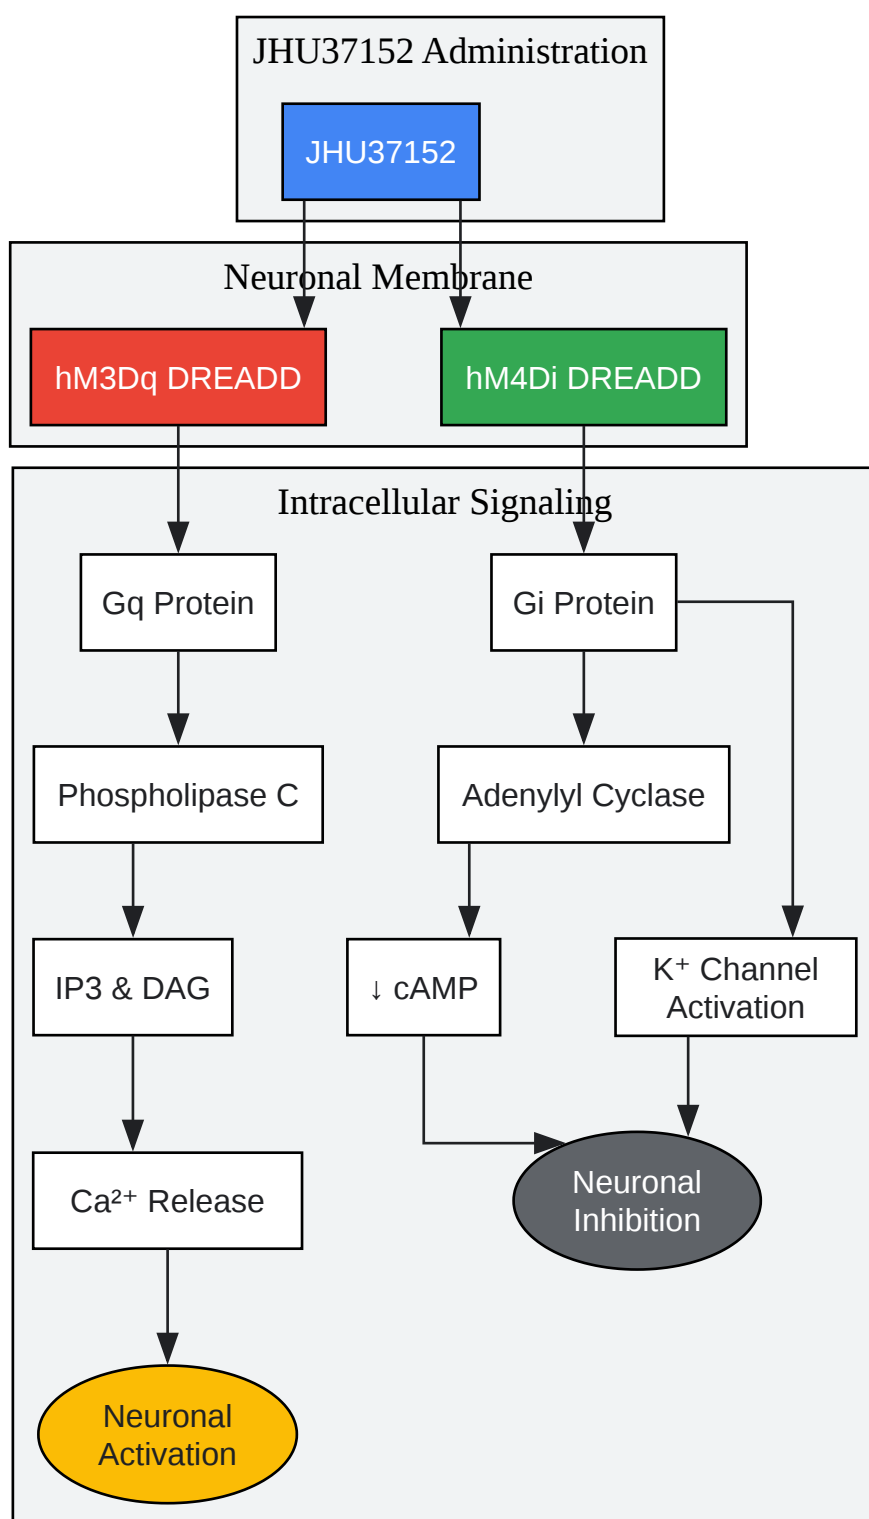 JHU37152 Administration
JHU37152
Neuronal Membrane
hM3Dq DREADD
hM4Di DREADD
Intracellular Signaling
Gq Protein
Gi Protein
Phospholipase C
Adenylyl Cyclase
IP3 & DAG
↓ cAMP
K⁺ Channel
Activation
Ca²⁺ Release
Neuronal
Inhibition
Neuronal
Activation